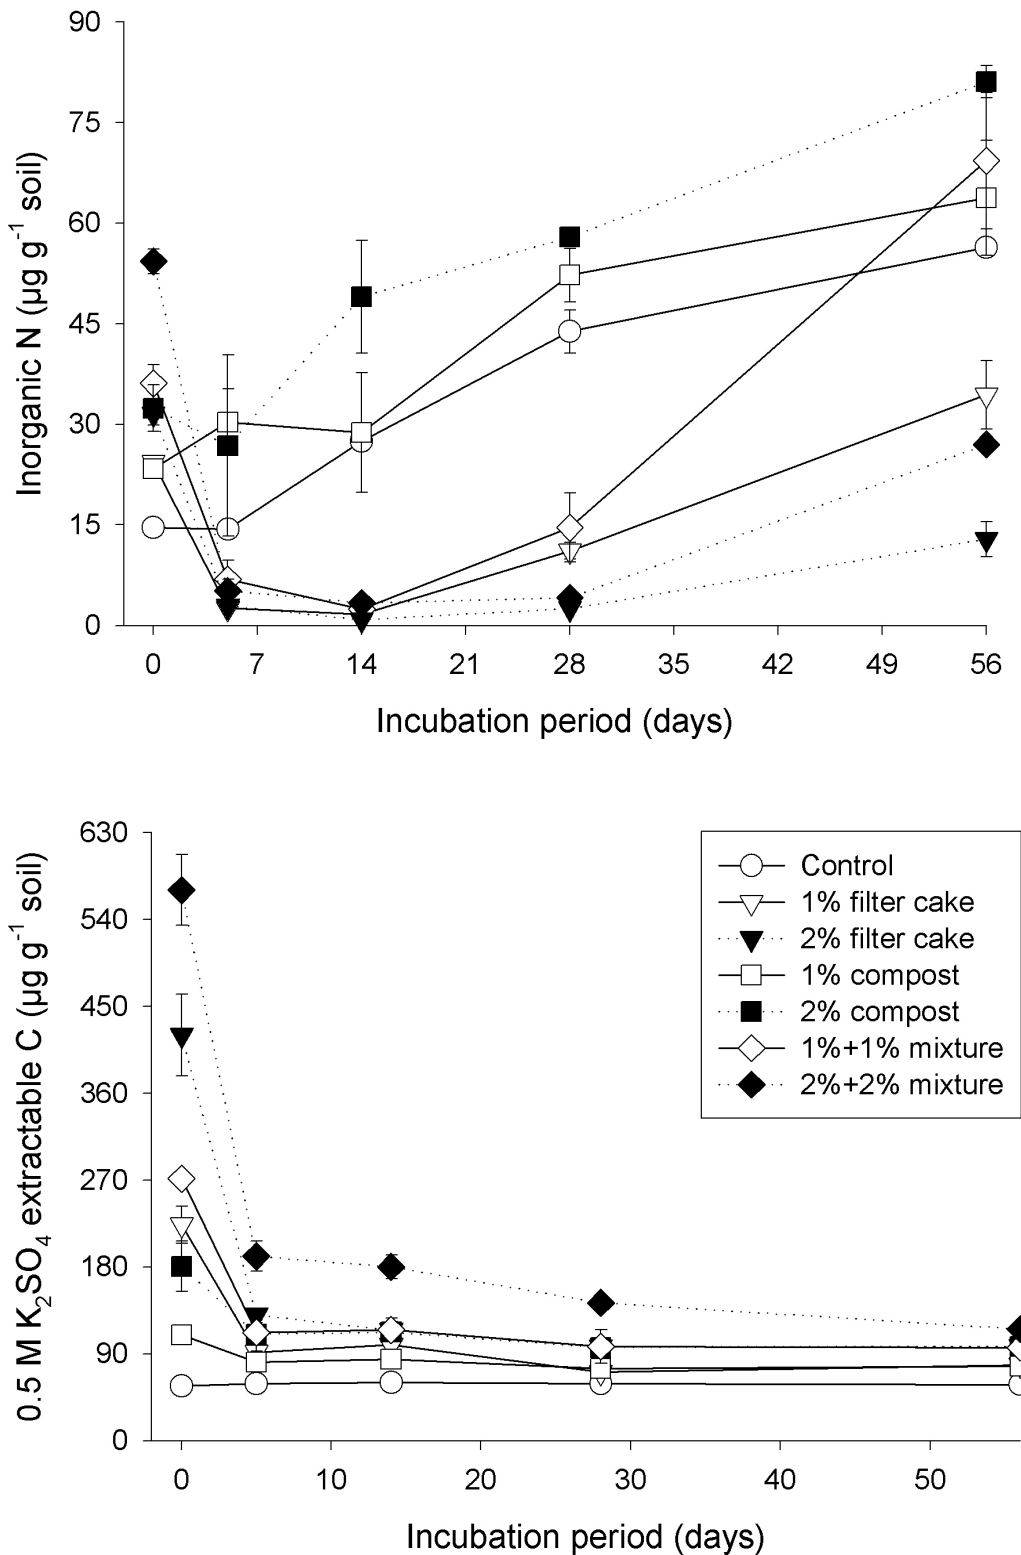 90
75
60
45
30
15
0
Inorganic N (µg g⁻¹ soil)
0 7 14 21 28 35 42 49 56
Incubation period (days)
630
540
450
360
270
180
90
0
0.5 M K₂SO₄ extractable C (µg g⁻¹ soil)
Control
1% filter cake
2% filter cake
1% compost
2% compost
1%+1% mixture
2%+2% mixture
0 10 20 30 40 50
Incubation period (days)